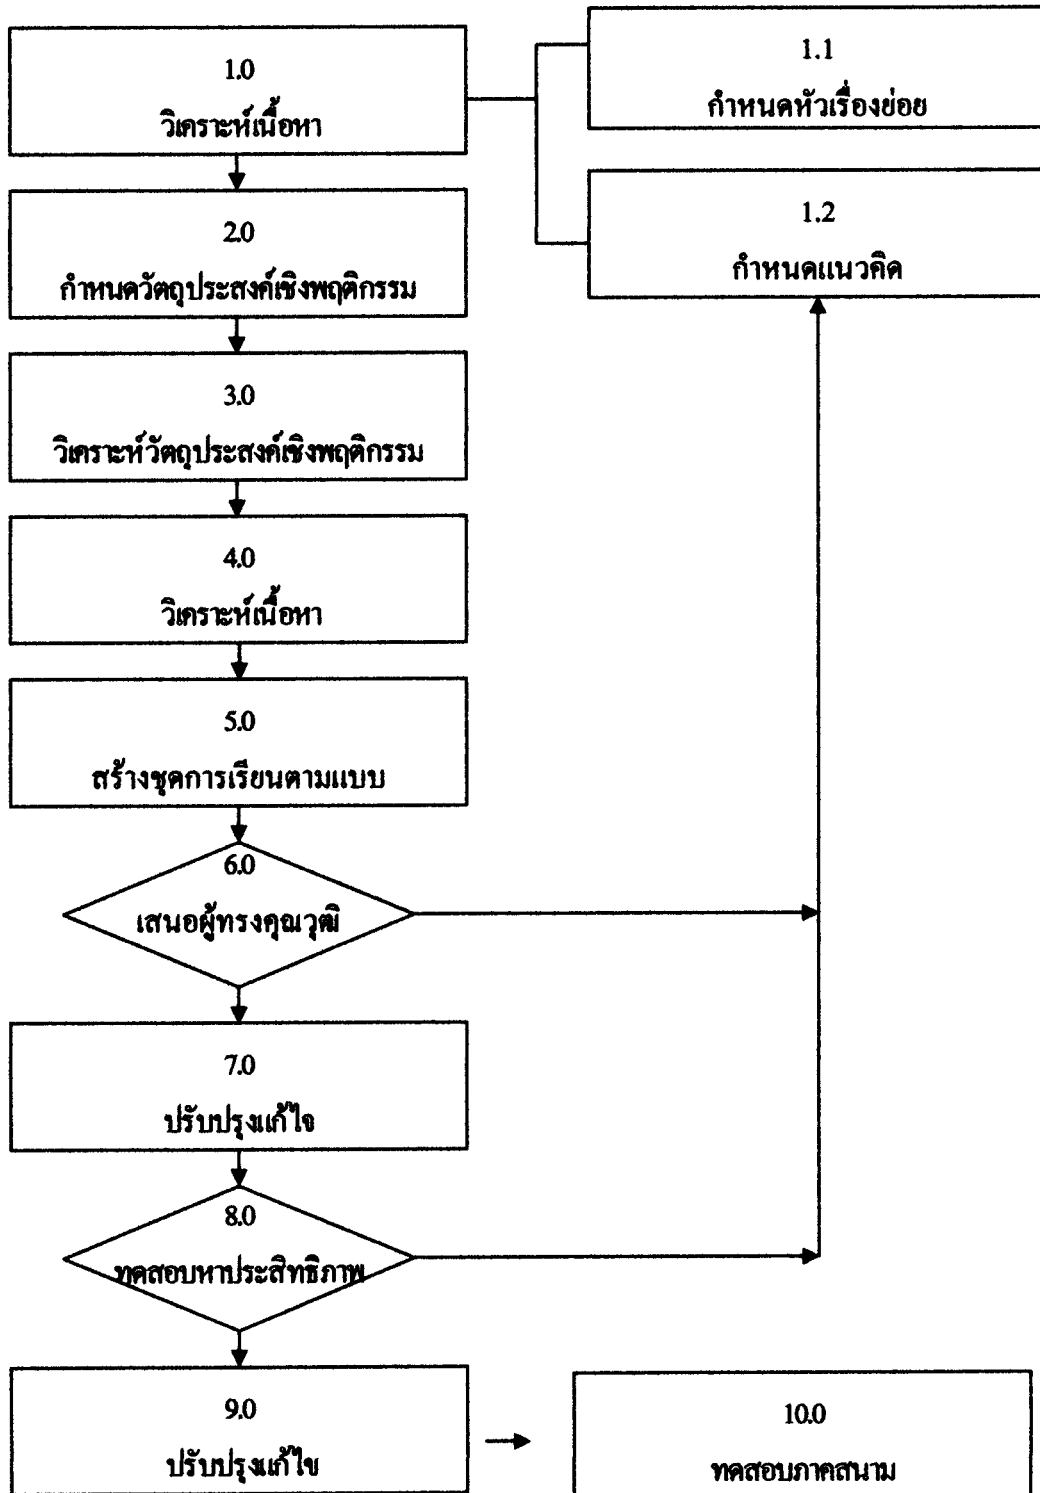 1.0
วิเคราะห์เนื้อหา
1.1
กำหนดหัวเรื่องย่อย
1.2
กำหนดแนวคิด
2.0
กำหนดวัตถุประสงค์เชิงพฤติกรรม
3.0
วิเคราะห์วัตถุประสงค์เชิงพฤติกรรม
4.0
วิเคราะห์เนื้อหา
5.0
สร้างชุดการเรียนตามแบบ
6.0
เสนอผู้ทรงคุณวุฒิ
7.0
ปรับปรุงแก้ไจ
8.0
ทดสอบหาประสิทธิภาพ
9.0
ปรับปรุงแก้ไข
10.0
ทดสอบภาคสนาม